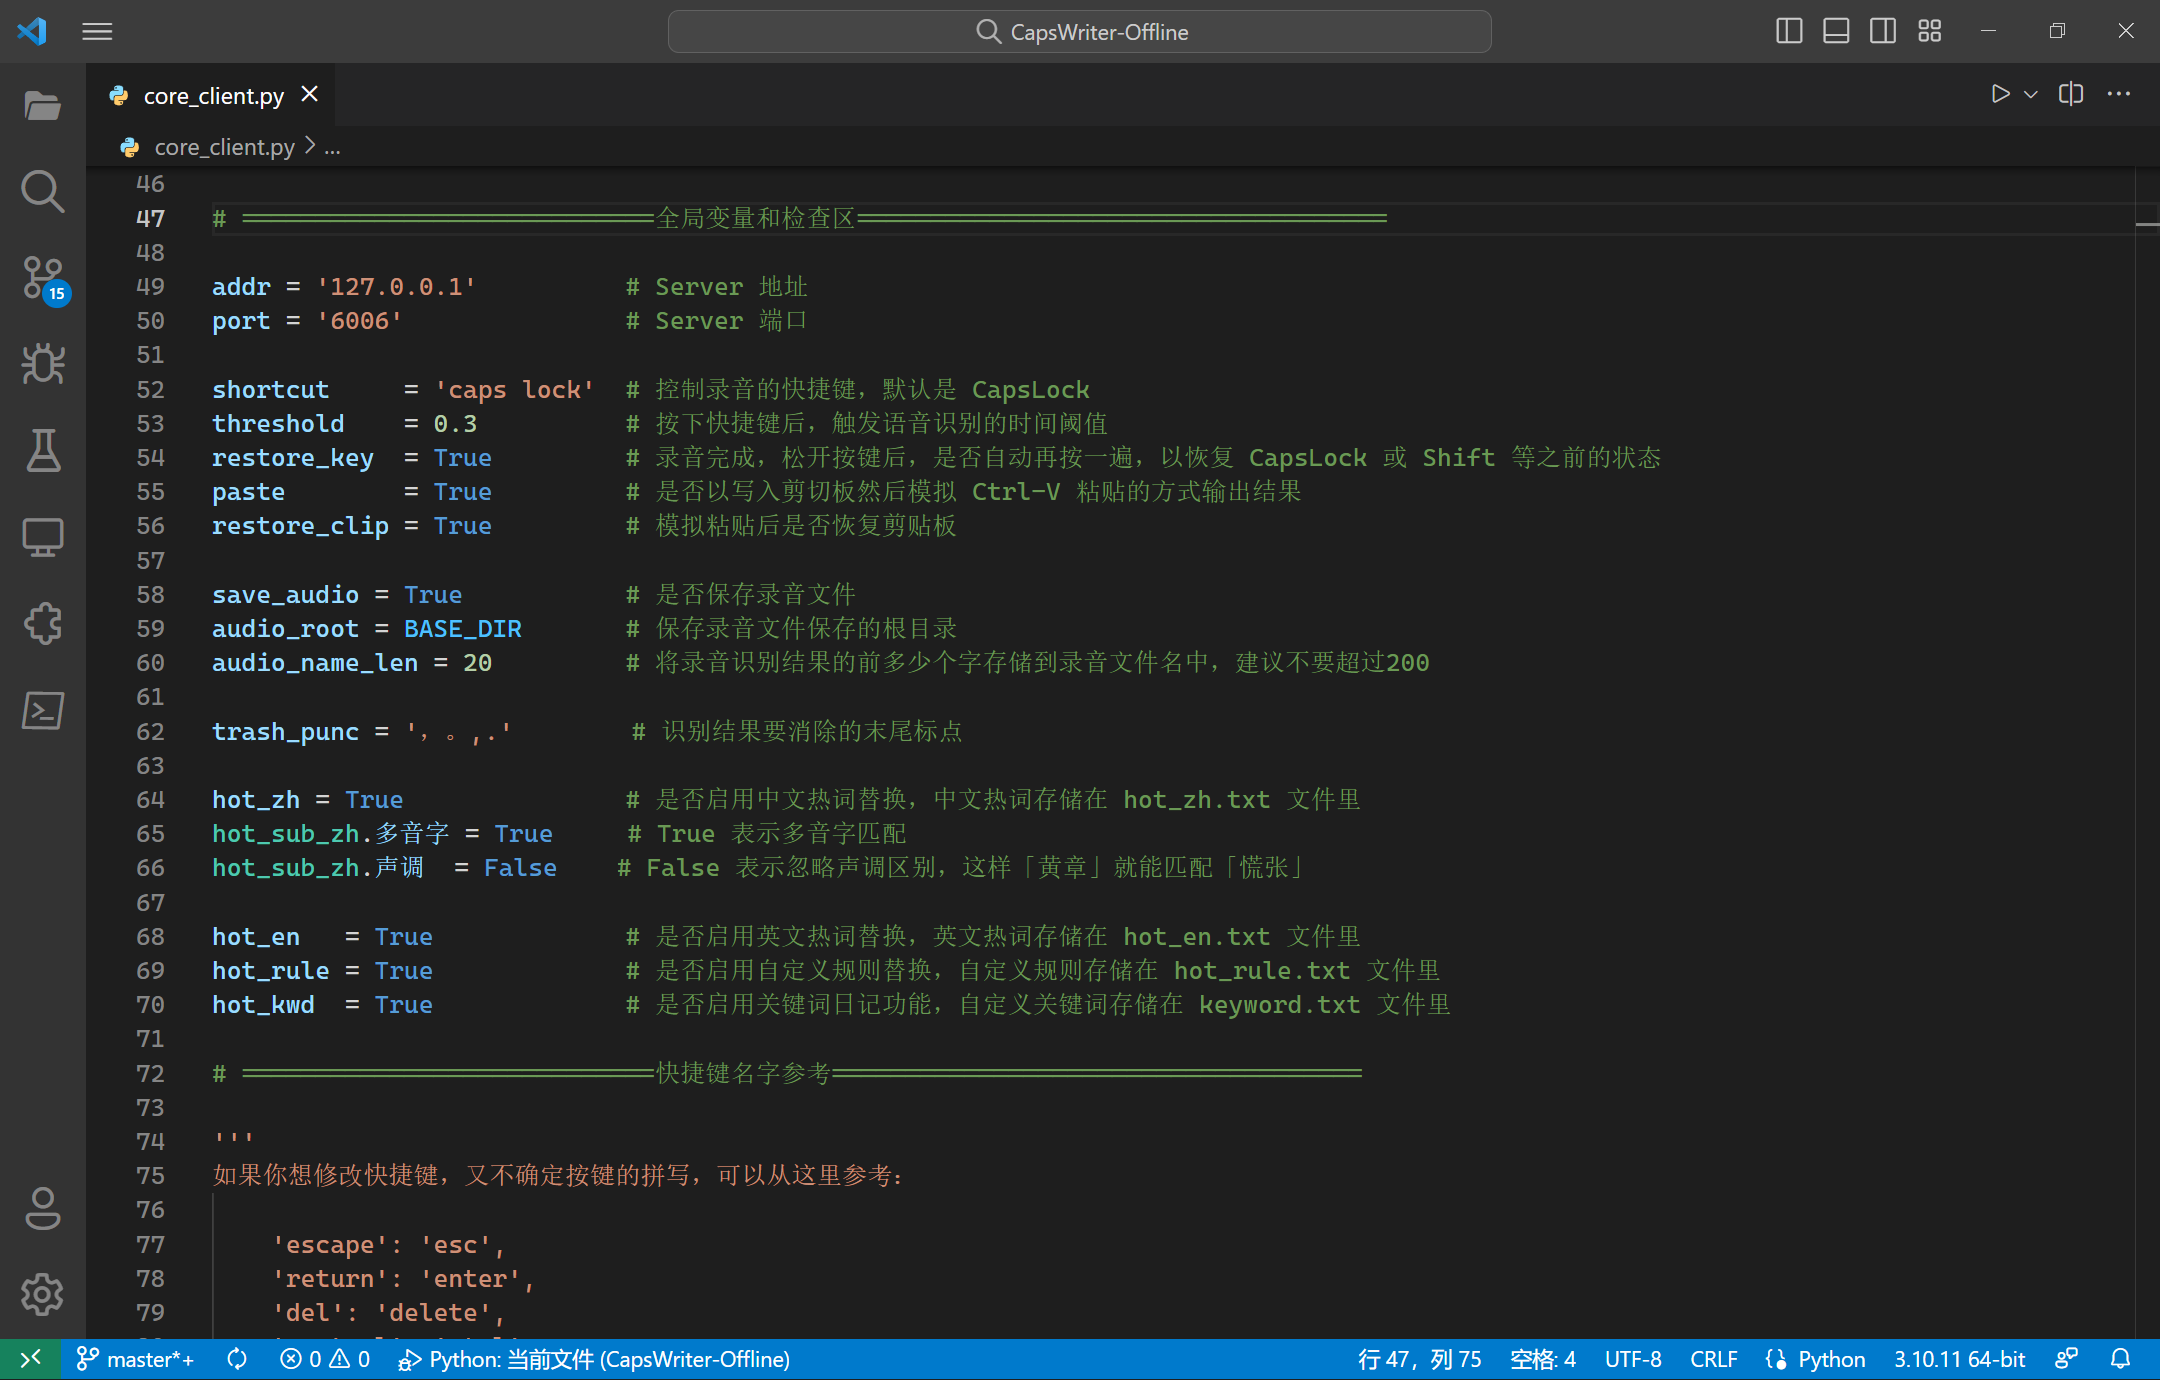 CapsWriter-Offline
core_client.py
core_client.py > ...
15
46
47 # ============================全局变量和检查区====================================
48
49 addr = '127.0.0.1' # Server 地址
50 port = '6006' # Server 端口
51
52 shortcut = 'caps lock' # 控制录音的快捷键，默认是 CapsLock
53 threshold = 0.3 # 按下快捷键后，触发语音识别的时间阈值
54 restore_key = True # 录音完成，松开按键后，是否自动再按一遍，以恢复 CapsLock 或 Shift 等之前的状态
55 paste = True # 是否以写入剪切板然后模拟 Ctrl-V 粘贴的方式输出结果
56 restore_clip = True # 模拟粘贴后是否恢复剪贴板
57
58 save_audio = True # 是否保存录音文件
59 audio_root = BASE_DIR # 保存录音文件保存的根目录
60 audio_name_len = 20 # 将录音识别结果的前多少个字存储到录音文件名中，建议不要超过200
61
62 trash_punc = '，。,.' # 识别结果要消除的末尾标点
63
64 hot_zh = True # 是否启用中文热词替换，中文热词存储在 hot_zh.txt 文件里
65 hot_sub_zh.多音字 = True # True 表示多音字匹配
66 hot_sub_zh.声调 = False # False 表示忽略声调区别，这样「黄章」就能匹配「慌张」
67
68 hot_en = True # 是否启用英文热词替换，英文热词存储在 hot_en.txt 文件里
69 hot_rule = True # 是否启用自定义规则替换，自定义规则存储在 hot_rule.txt 文件里
70 hot_kwd = True # 是否启用关键词日记功能，自定义关键词存储在 keyword.txt 文件里
71
72 # ============================快捷键名字参考====================================
73
74 '''
75 如果你想修改快捷键，又不确定按键的拼写，可以从这里参考：
76
77 'escape': 'esc',
78 'return': 'enter',
79 'del': 'delete',
master*+ 0 0 Python: 当前文件 (CapsWriter-Offline) 行 47，列 75 空格: 4 UTF-8 CRLF Python 3.10.11 64-bit